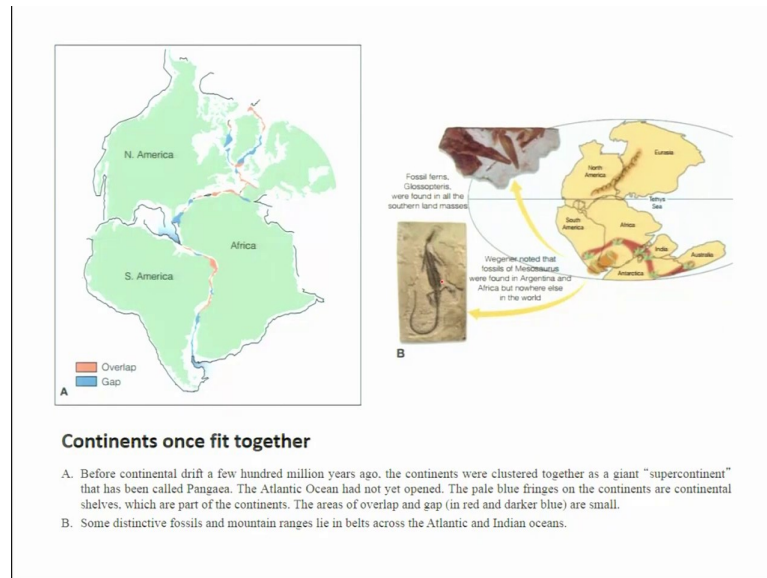 N. America
Africa
S. America
Overlap
Gap
A
Fossil ferns,
Glossopteris,
were found in all the
southern land masses
North
America
Eurasia
Tethys
Sea
South
America
Africa
India
Australia
Antarctica
Wegener noted that
fossils of Mesosaurus
were found in Argentina and
Africa but nowhere else
in the world
B
Continents once fit together
A. Before continental drift a few hundred million years ago, the continents were clustered together as a giant “supercontinent”
that has been called Pangaea. The Atlantic Ocean had not yet opened. The pale blue fringes on the continents are continental
shelves, which are part of the continents. The areas of overlap and gap (in red and darker blue) are small.
B. Some distinctive fossils and mountain ranges lie in belts across the Atlantic and Indian oceans.